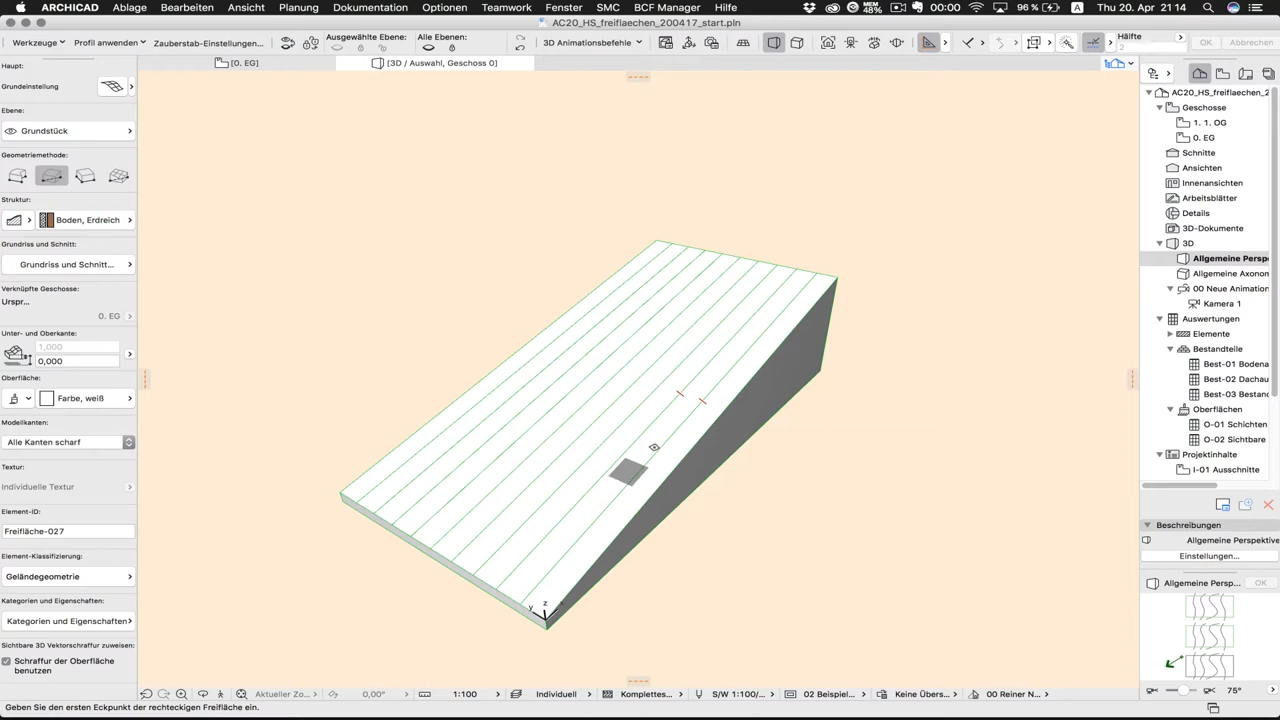 ARCHICAD Ablage Bearbeiten Ansicht Planung Dokumentation Optionen Teamwork Fenster SMC BCF Manager Hilfe 00:00 MEM 48% 96 % A Thu 20. Apr 21:14
AC20_HS_freiflaechen_200417_start.pln
Werkzeuge Profil anwenden Zauberstab-Einstellungen... Ausgewählte Ebene: Alle Ebenen: 3D Animationsbefehle Hälfte 2 OK Abbrechen
[0. EG] [3D / Auswahl, Geschoss 0]
Haupt:
Grundeinstellung
Ebene:
Grundstück
Geometriemethode:
Struktur:
Boden, Erdreich
Grundriss und Schnitt:
Grundriss und Schnitt...
Verknüpfte Geschosse:
Urspr...
0. EG
Unter- und Oberkante:
1,000
0,000
Oberfläche:
Farbe, weiß
Modellkanten:
Alle Kanten scharf
Textur:
Individuelle Textur
Element-ID:
Freifläche-027
Element-Klassifizierung:
Geländegeometrie
Kategorien und Eigenschaften:
Kategorien und Eigenschaften
Sichtbare 3D Vektorschraffur zuweisen:
Schraffur der Oberfläche
benutzen
y z x
AC20_HS_freiflaechen_2
Geschosse
1. 1. OG
0. EG
Schnitte
Ansichten
Innenansichten
Arbeitsblätter
Details
3D-Dokumente
3D
Allgemeine Persp
Allgemeine Axonom
00 Neue Animation
Kamera 1
Auswertungen
Elemente
Bestandteile
Best-01 Bodena
Best-02 Dachau
Best-03 Bestand
Oberflächen
O-01 Schichten
O-02 Sichtbare
Projektinhalte
I-01 Ausschnitte
Beschreibungen
Allgemeine Perspektive
Einstellungen...
Allgemeine Persp... OK
75°
Aktueller Zo... 0,00° 1:100 Individuell Komplettes... S/W 1:100/... 02 Beispiel... Keine Übers... 00 Reiner N...
Geben Sie den ersten Eckpunkt der rechteckigen Freifläche ein.